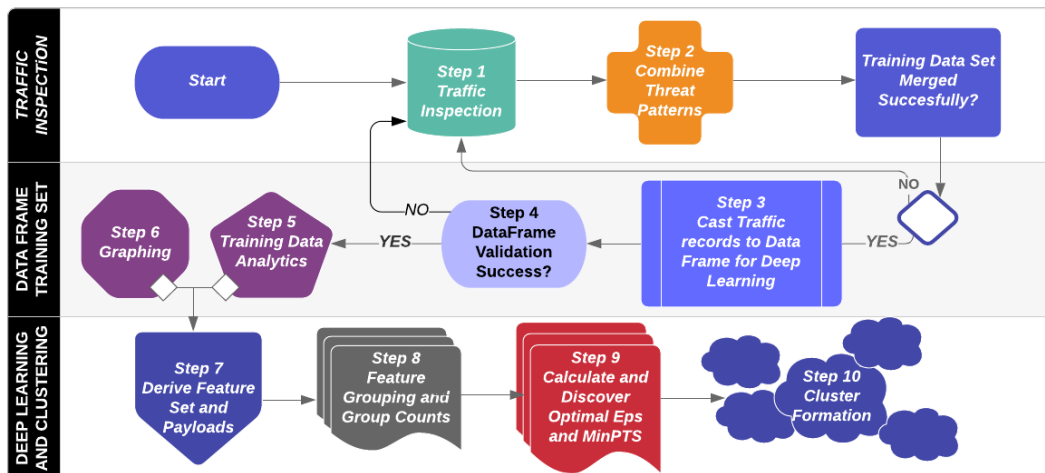 TRAFFIC
INSPECTION
Start
Step 1
Traffic
Inspection
Step 2
Combine
Threat
Patterns
Training Data Set
Merged
Succesfully?
DATA FRAME
TRAINING SET
Step 6
Graphing
Step 5
Training Data
Analytics
YES
NO
Step 4
DataFrame
Validation
Success?
Step 3
Cast Traffic
records to Data
Frame for Deep
Learning
YES
NO
DEEP LEARNING
AND CLUSTERING
Step 7
Derive Feature
Set and
Payloads
Step 8
Feature
Grouping and
Group Counts
Step 9
Calculate and
Discover
Optimal Eps
and MinPTS
Step 10
Cluster
Formation